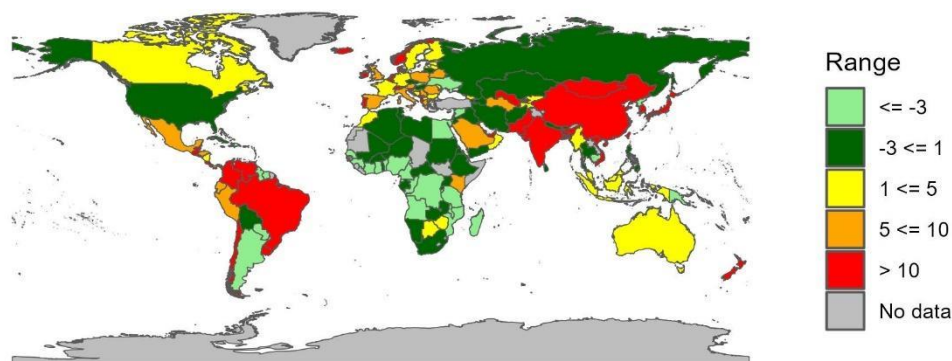 Range
<= -3
-3 <= 1
1 <= 5
5 <= 10
> 10
No data